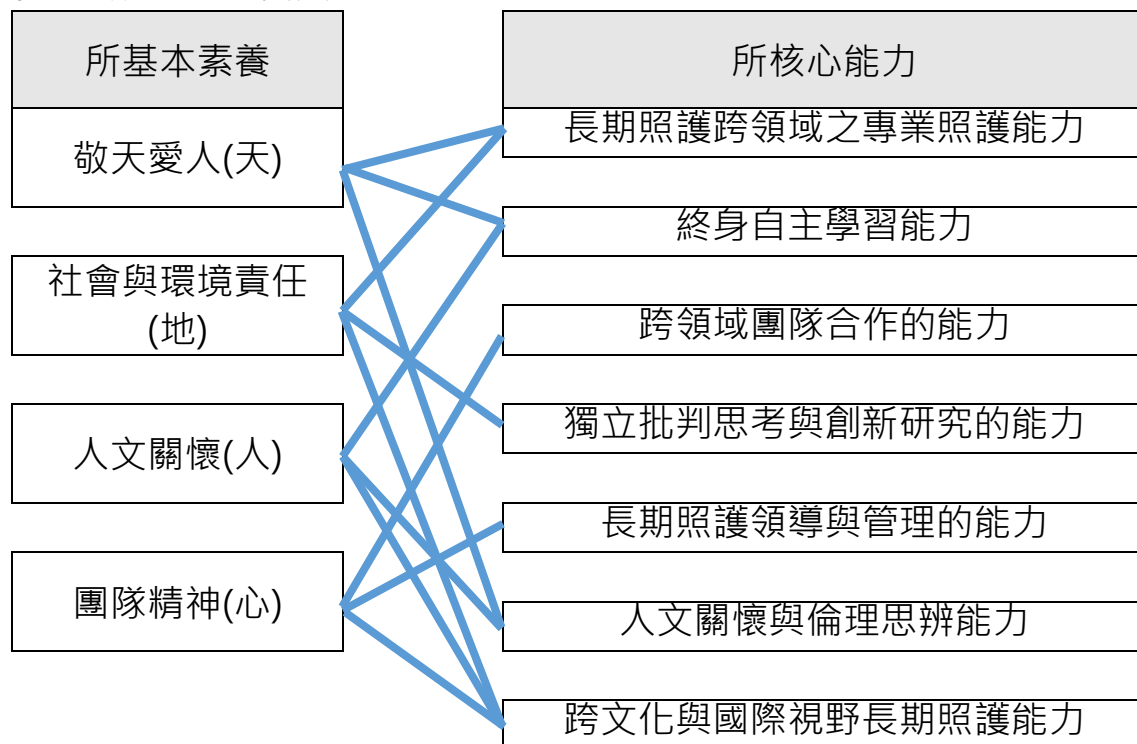 所基本素養
敬天愛人(天)
社會與環境責任
(地)
人文關懷(人)
團隊精神(心)
所核心能力
長期照護跨領域之專業照護能力
終身自主學習能力
跨領域團隊合作的能力
獨立批判思考與創新研究的能力
長期照護領導與管理的能力
人文關懷與倫理思辨能力
跨文化與國際視野長期照護能力